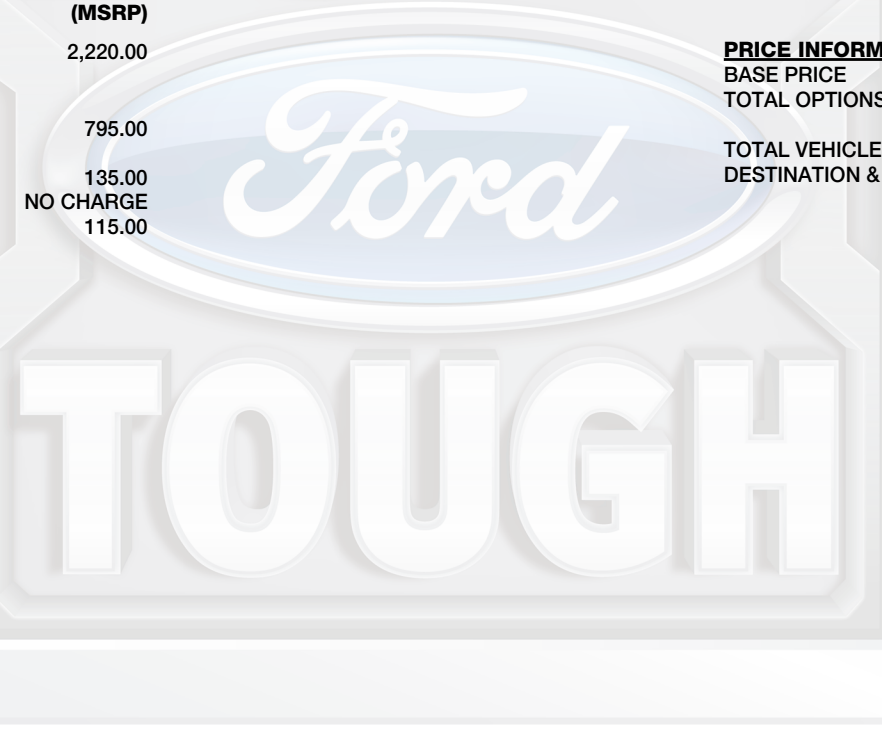 (MSRP)
2,220.00
795.00
135.00
NO CHARGE
115.00
PRICE INFORM
BASE PRICE
TOTAL OPTIONS
TOTAL VEHICLE
DESTINATION &
Ford
TOUGH